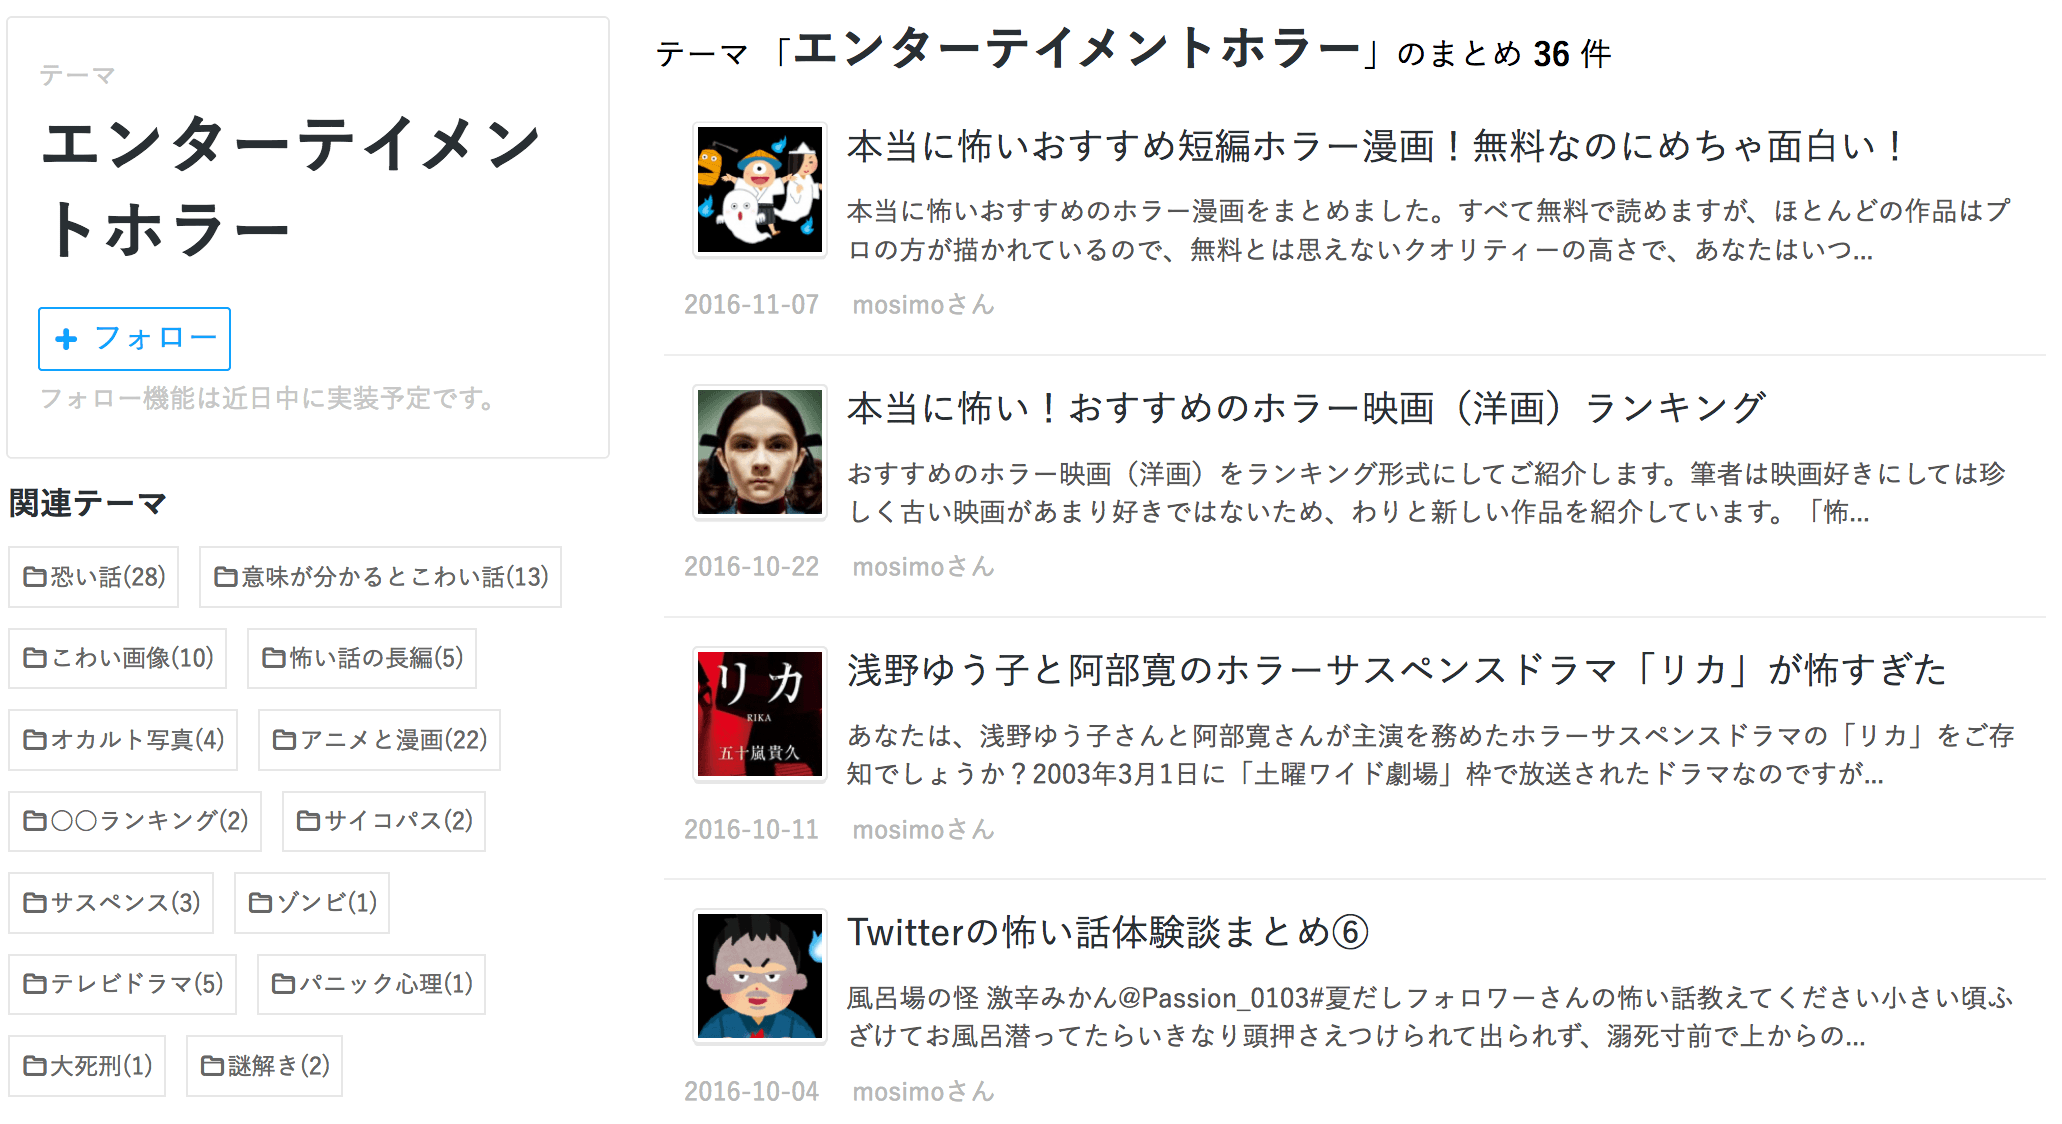 テーマ
エンターテイメン
トホラー
+ フォロー
フォロー機能は近日中に実装予定です。
関連テーマ
恐い話(28) 意味が分かるとこわい話(13)
こわい画像(10) 怖い話の長編(5)
オカルト写真(4) アニメと漫画(22)
〇〇ランキング(2) サイコパス(2)
サスペンス(3) ゾンビ(1)
テレビドラマ(5) パニック心理(1)
大死刑(1) 謎解き(2)
テーマ 「エンターテイメントホラー」のまとめ 36 件
本当に怖いおすすめ短編ホラー漫画！無料なのにめちゃ面白い！
本当に怖いおすすめのホラー漫画をまとめました。すべて無料で読めますが、ほとんどの作品はプ
ロの方が描かれているので、無料とは思えないクオリティーの高さで、あなたはいつ...
2016-11-07 mosimoさん
本当に怖い！おすすめのホラー映画（洋画）ランキング
おすすめのホラー映画（洋画）をランキング形式にしてご紹介します。筆者は映画好きにしては珍
しく古い映画があまり好きではないため、わりと新しい作品を紹介しています。「怖...
2016-10-22 mosimoさん
リカ
RIKA
五十嵐貴久
浅野ゆう子と阿部寛のホラーサスペンスドラマ「リカ」が怖すぎた
あなたは、浅野ゆう子さんと阿部寛さんが主演を務めたホラーサスペンスドラマの「リカ」をご存
知でしょうか？2003年3月1日に「土曜ワイド劇場」枠で放送されたドラマなのですが...
2016-10-11 mosimoさん
Twitterの怖い話体験談まとめ⑥
風呂場の怪 激辛みかん@Passion_0103#夏だしフォロワーさんの怖い話教えてください小さい頃ふ
ざけてお風呂潜ってたらいきなり頭押さえつけられて出られず、溺死寸前で上からの...
2016-10-04 mosimoさん